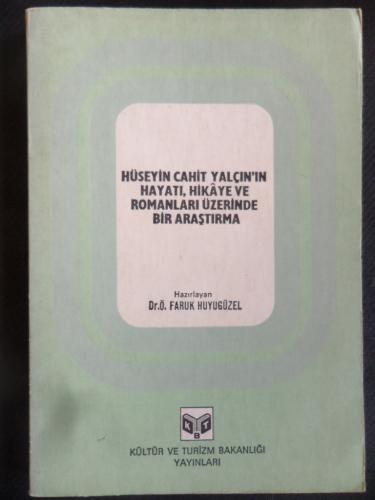 HÜSEYİN CAHİT YALÇIN'IN
HAYATI, HİKÂYE VE
ROMANLARI ÜZERİNDE
BİR ARAŞTIRMA
Hazırlayan
Dr.Ö. FARUK HUYUGÜZEL
K T
B
KÜLTÜR VE TURİZM BAKANLIĞI
YAYINLARI